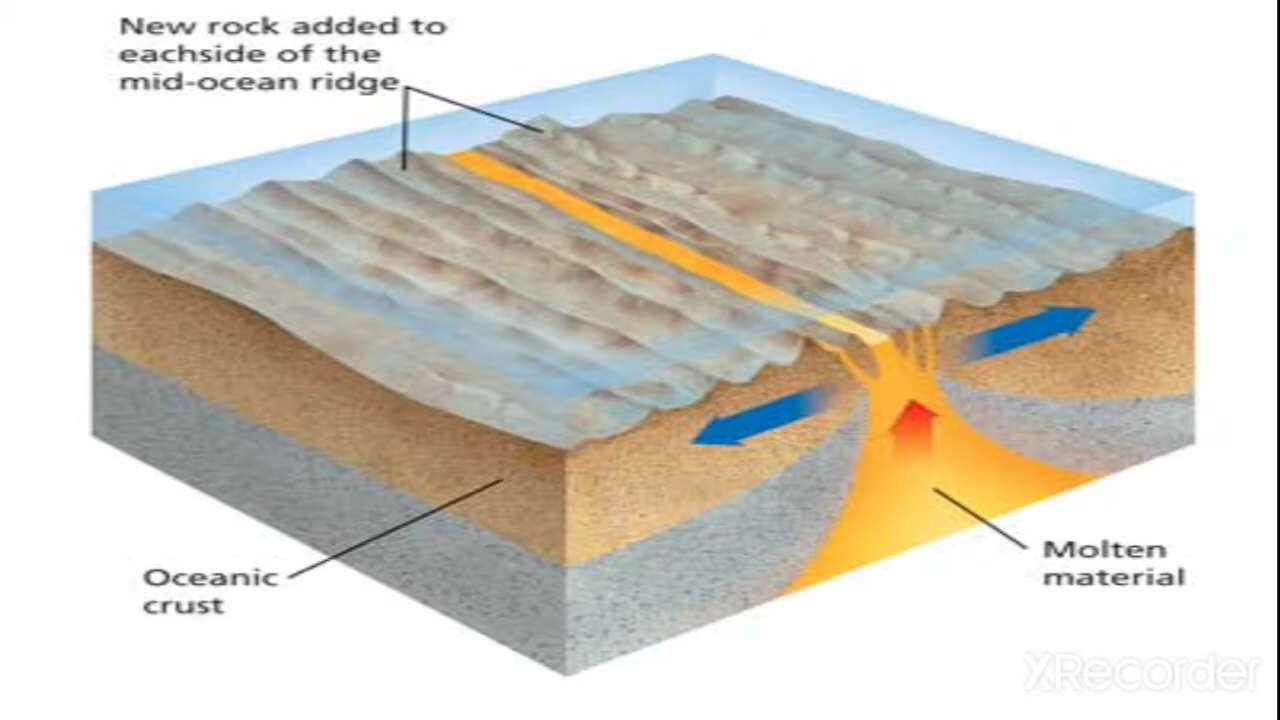 New rock added to
eachside of the
mid-ocean ridge
Oceanic
crust
Molten
material
XRecorder